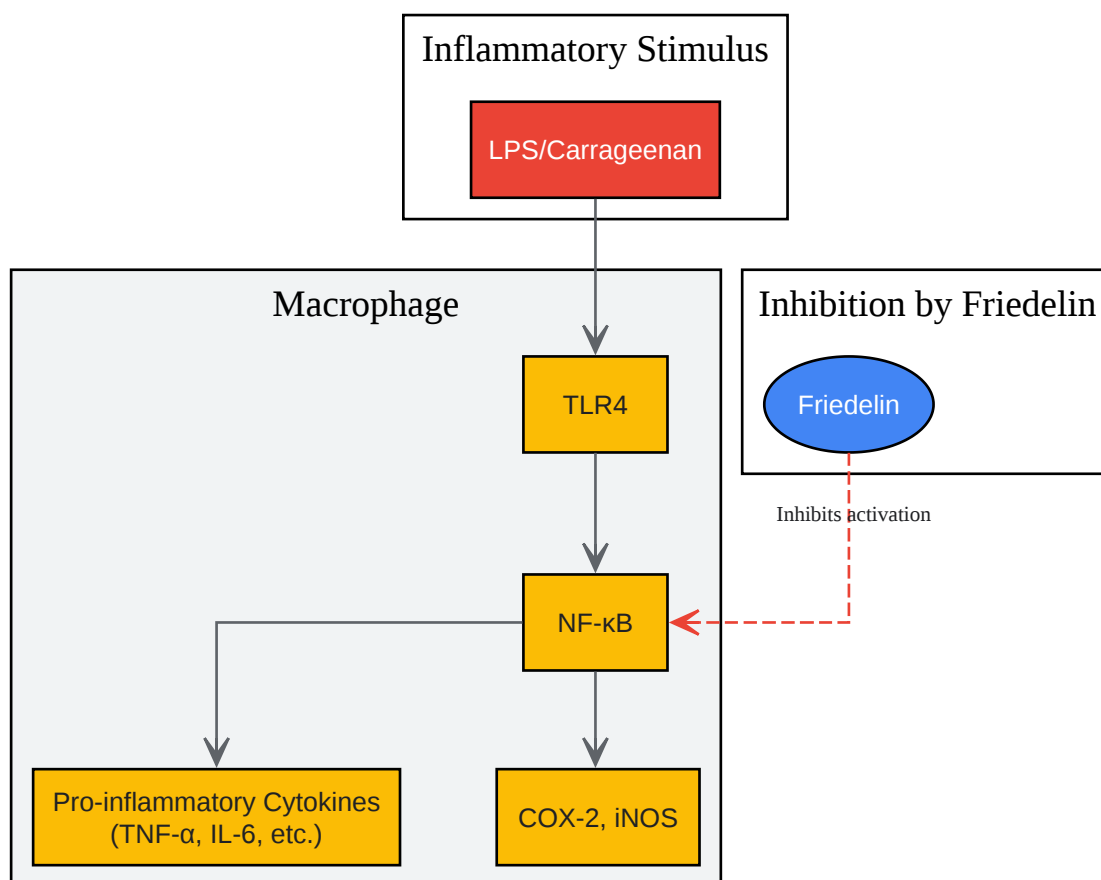 Inflammatory Stimulus
LPS/Carrageenan
Macrophage
Inhibition by Friedelin
TLR4
Friedelin
Inhibits activation
NF-κB
Pro-inflammatory Cytokines
(TNF-α, IL-6, etc.)
COX-2, iNOS